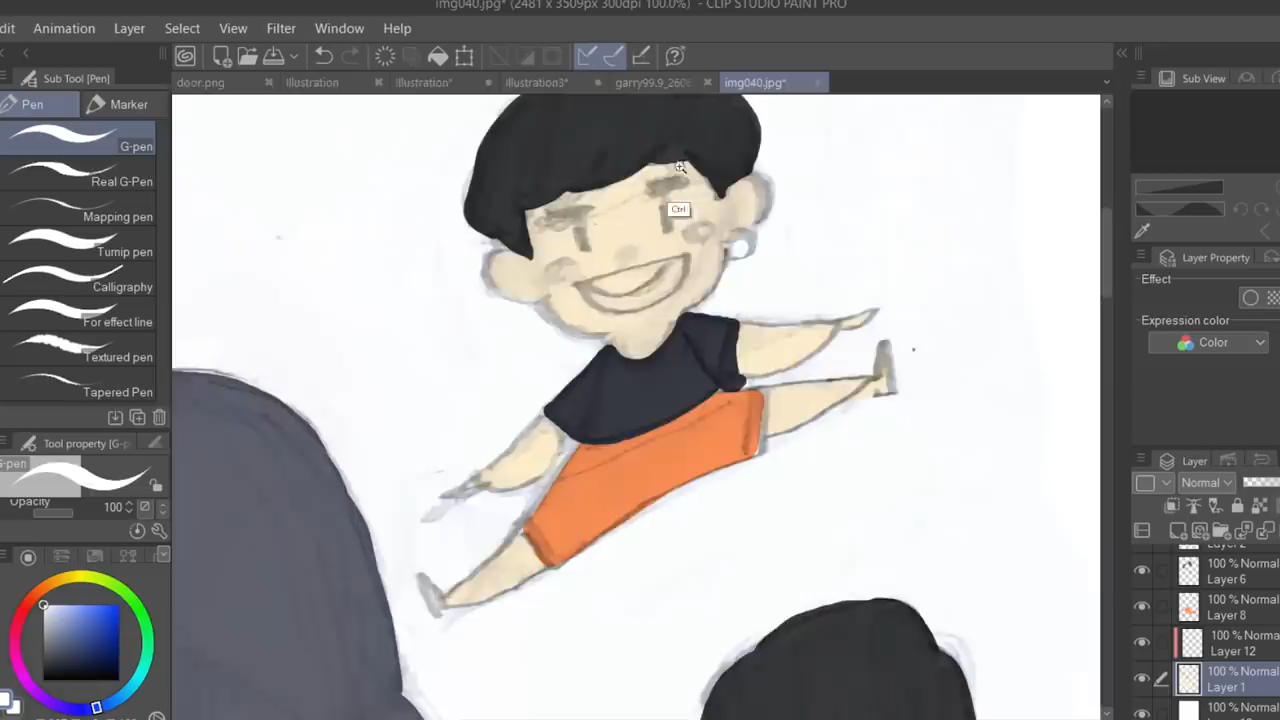 img040.jpg* (2481 x 3509px 300dpi 100.0%) - CLIP STUDIO PAINT PRO
dit Animation Layer Select View Filter Window Help
Sub Tool [Pen]
door.png Illustration Illustration* Illustration3* garry99.9_260 img040.jpg*
Sub View
Pen Marker
G-pen
Real G-Pen
Mapping pen
Turnip pen
Calligraphy
For effect line
Textured pen
Tapered Pen
Ctrl
Layer Property
Effect
Expression color
Color
Tool property [G-p
G-pen
Opacity 100
Layer
Normal
Layer 2
100 % Normal
Layer 6
100 % Normal
Layer 8
100 % Normal
Layer 12
100 % Normal
Layer 1
100 % Normal